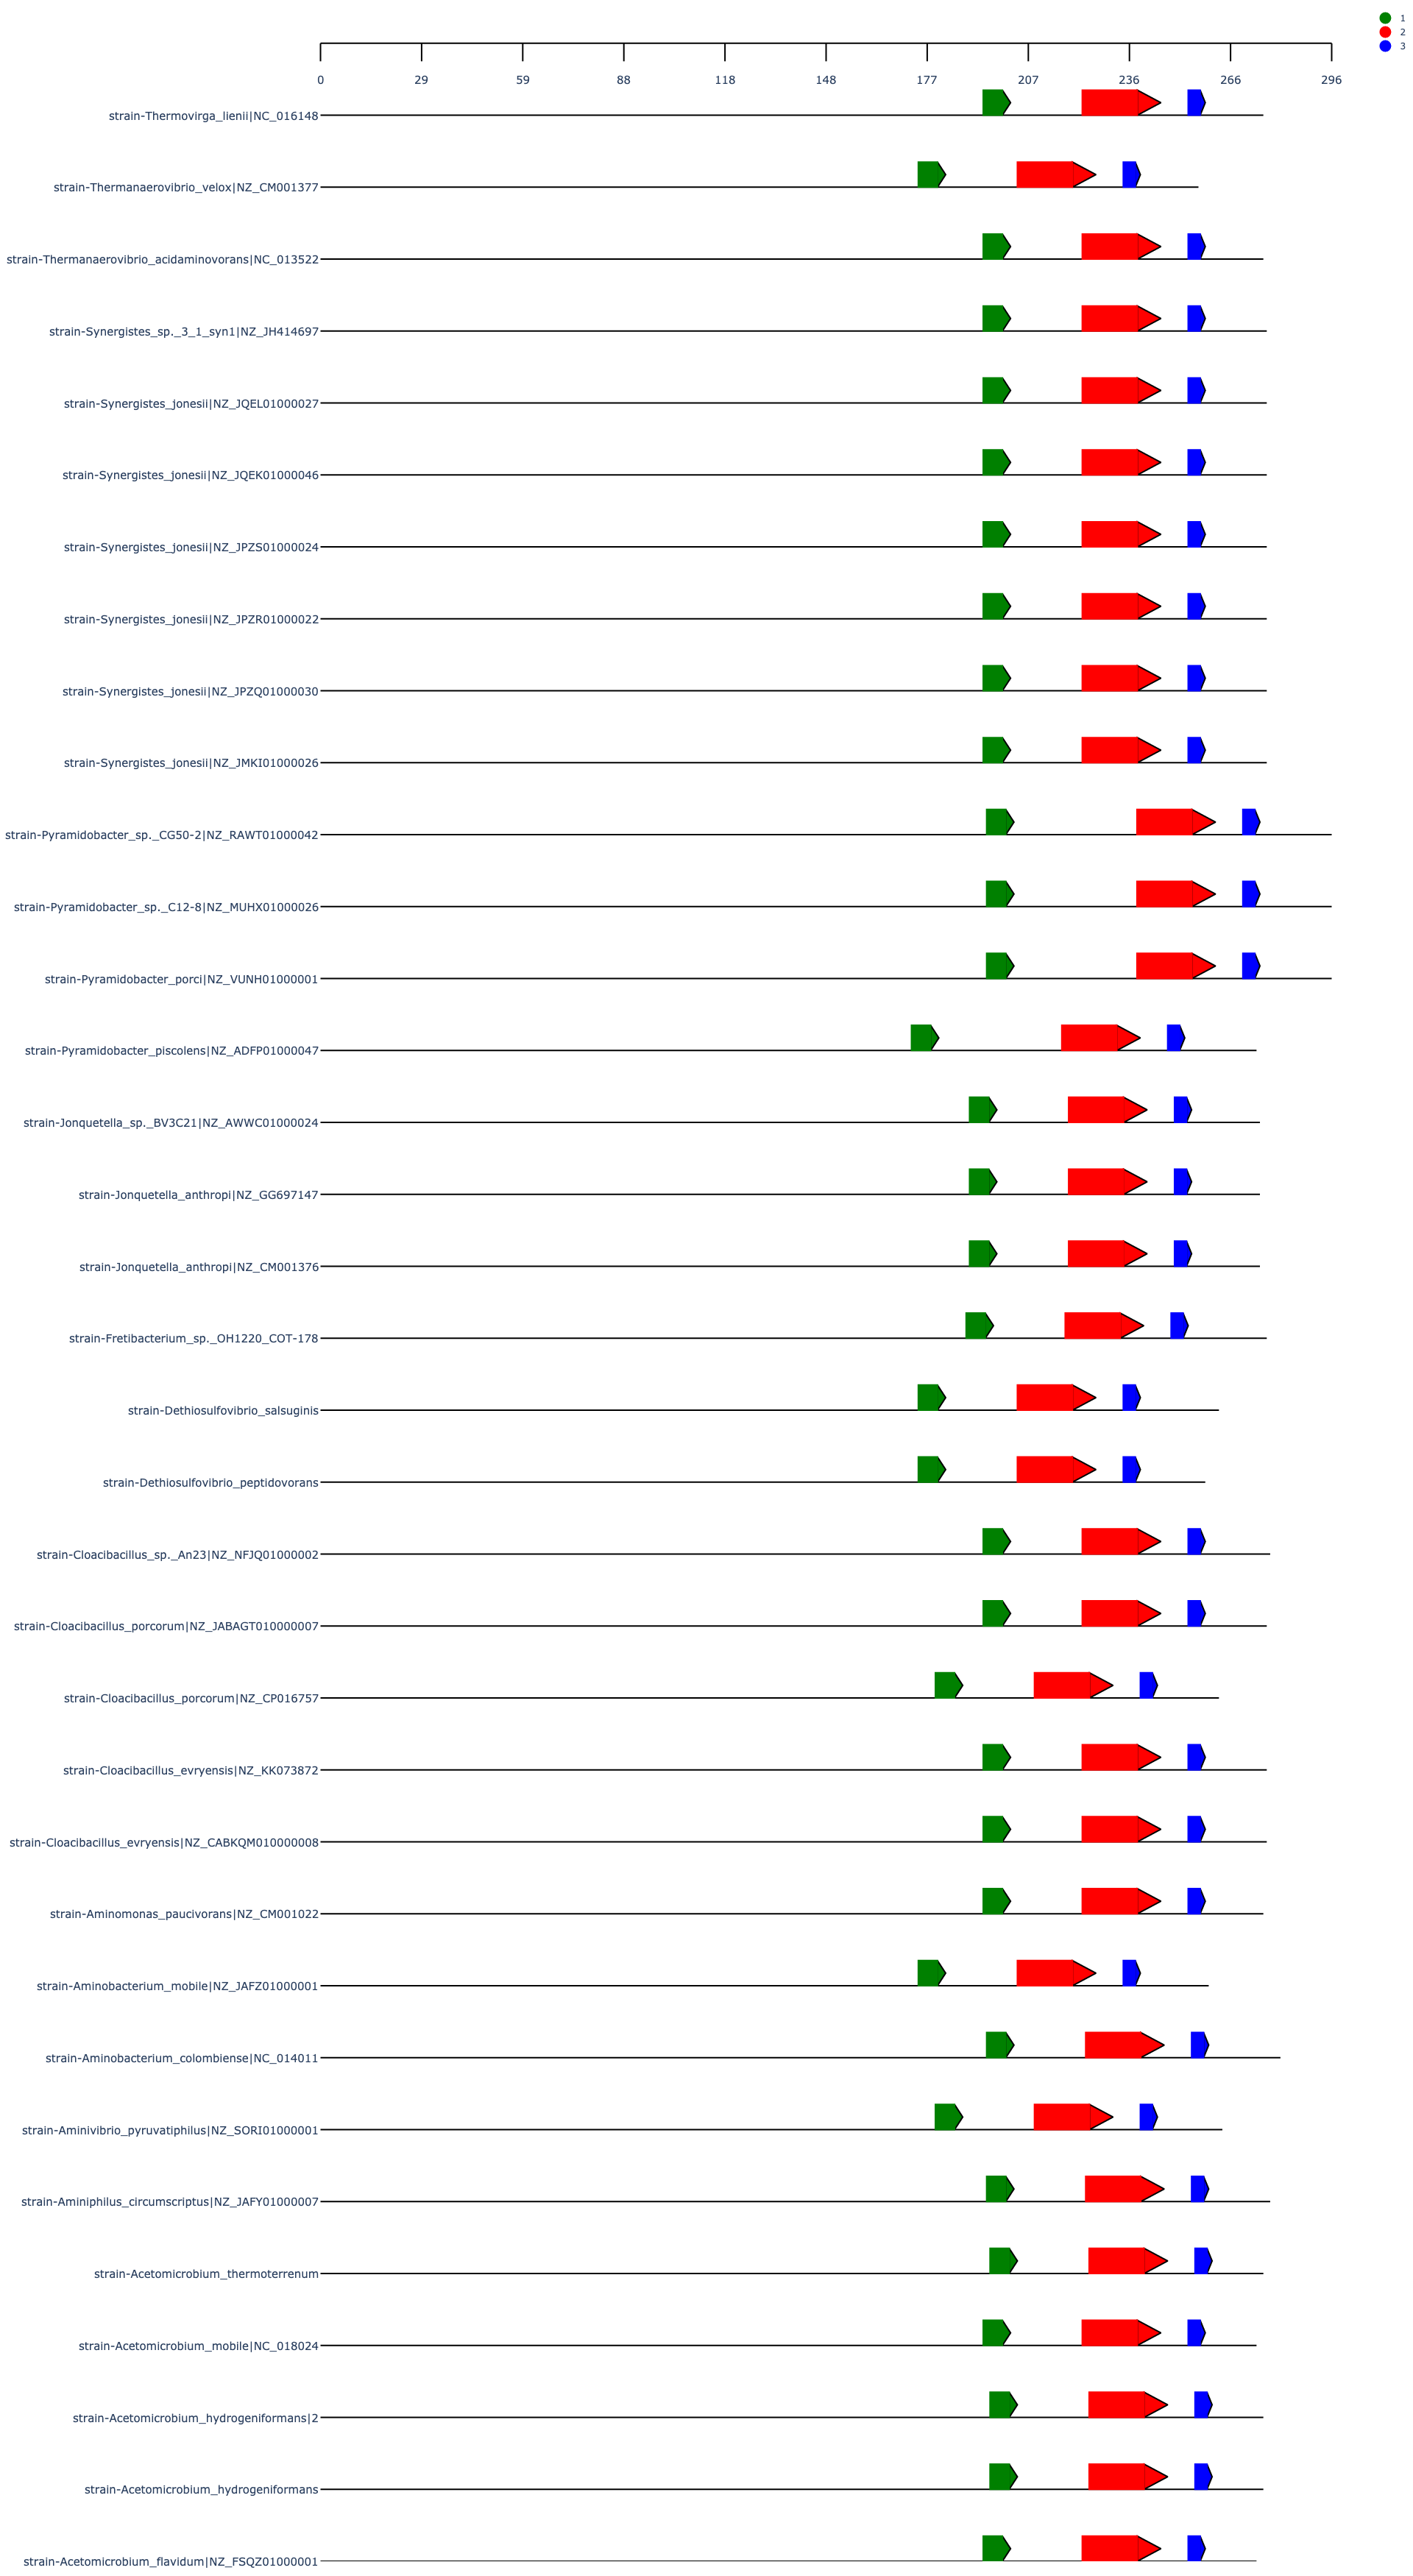 1
2
3
0 29 59 88 118 148 177 207 236 266 296
strain-Thermovirga_lienii|NC_016148
strain-Thermanaerovibrio_velox|NZ_CM001377
strain-Thermanaerovibrio_acidaminovorans|NC_013522
strain-Synergistes_sp._3_1_syn1|NZ_JH414697
strain-Synergistes_jonesii|NZ_JQEL01000027
strain-Synergistes_jonesii|NZ_JQEK01000046
strain-Synergistes_jonesii|NZ_JPZS01000024
strain-Synergistes_jonesii|NZ_JPZR01000022
strain-Synergistes_jonesii|NZ_JPZQ01000030
strain-Synergistes_jonesii|NZ_JMKI01000026
strain-Pyramidobacter_sp._CG50-2|NZ_RAWT01000042
strain-Pyramidobacter_sp._C12-8|NZ_MUHX01000026
strain-Pyramidobacter_porci|NZ_VUNH01000001
strain-Pyramidobacter_piscolens|NZ_ADFP01000047
strain-Jonquetella_sp._BV3C21|NZ_AWWC01000024
strain-Jonquetella_anthropi|NZ_GG697147
strain-Jonquetella_anthropi|NZ_CM001376
strain-Fretibacterium_sp._OH1220_COT-178
strain-Dethiosulfovibrio_salsuginis
strain-Dethiosulfovibrio_peptidovorans
strain-Cloacibacillus_sp._An23|NZ_NFJQ01000002
strain-Cloacibacillus_porcorum|NZ_JABAGT010000007
strain-Cloacibacillus_porcorum|NZ_CP016757
strain-Cloacibacillus_evryensis|NZ_KK073872
strain-Cloacibacillus_evryensis|NZ_CABKQM010000008
strain-Aminomonas_paucivorans|NZ_CM001022
strain-Aminobacterium_mobile|NZ_JAFZ01000001
strain-Aminobacterium_colombiense|NC_014011
strain-Aminivibrio_pyruvatiphilus|NZ_SORI01000001
strain-Aminiphilus_circumscriptus|NZ_JAFY01000007
strain-Acetomicrobium_thermoterrenum
strain-Acetomicrobium_mobile|NC_018024
strain-Acetomicrobium_hydrogeniformans|2
strain-Acetomicrobium_hydrogeniformans
strain-Acetomicrobium_flavidum|NZ_FSQZ01000001